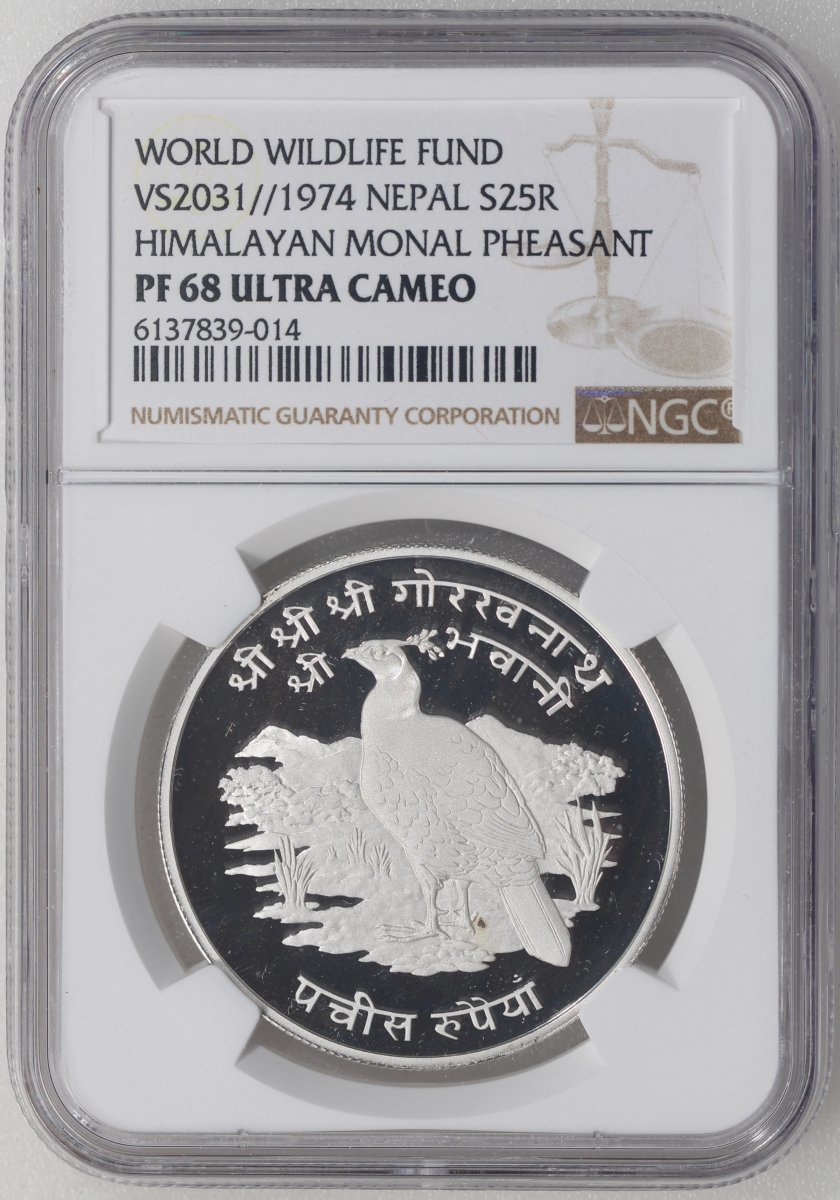 WORLD WILDLIFE FUND
VS2031//1974 NEPAL S25R
HIMALAYAN MONAL PHEASANT
PF 68 ULTRA CAMEO
6137839-014
NUMISMATIC GUARANTY CORPORATION
NGC®
श्री श्री श्री गोरखनाथ
श्री भवानी
पचीस रुपैयाँ